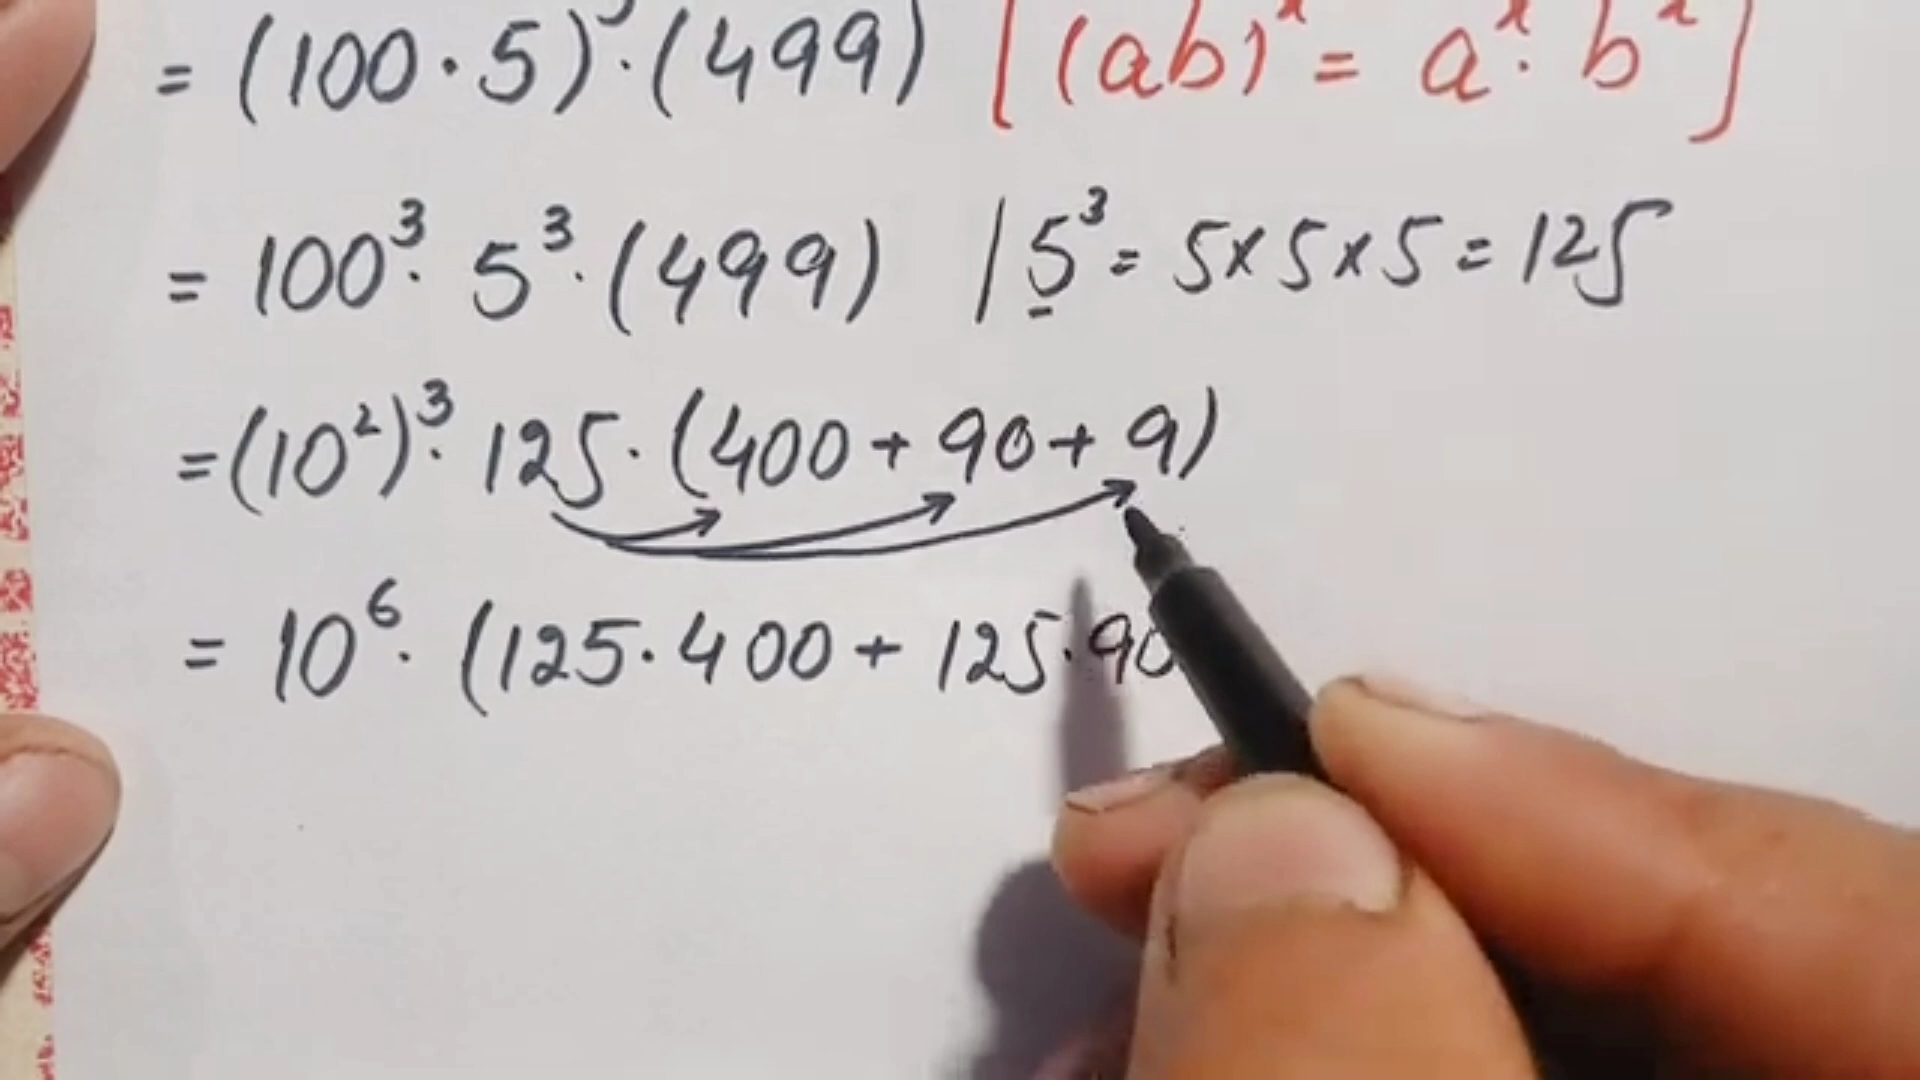 = (100·5)³·(499) [(ab)ˣ = aˣ·bˣ]
= 100³· 5³·(499) | 5³ = 5×5×5 = 125
= (10²)³· 125·(400 + 90 + 9)
= 10⁶·(125·400 + 125·90